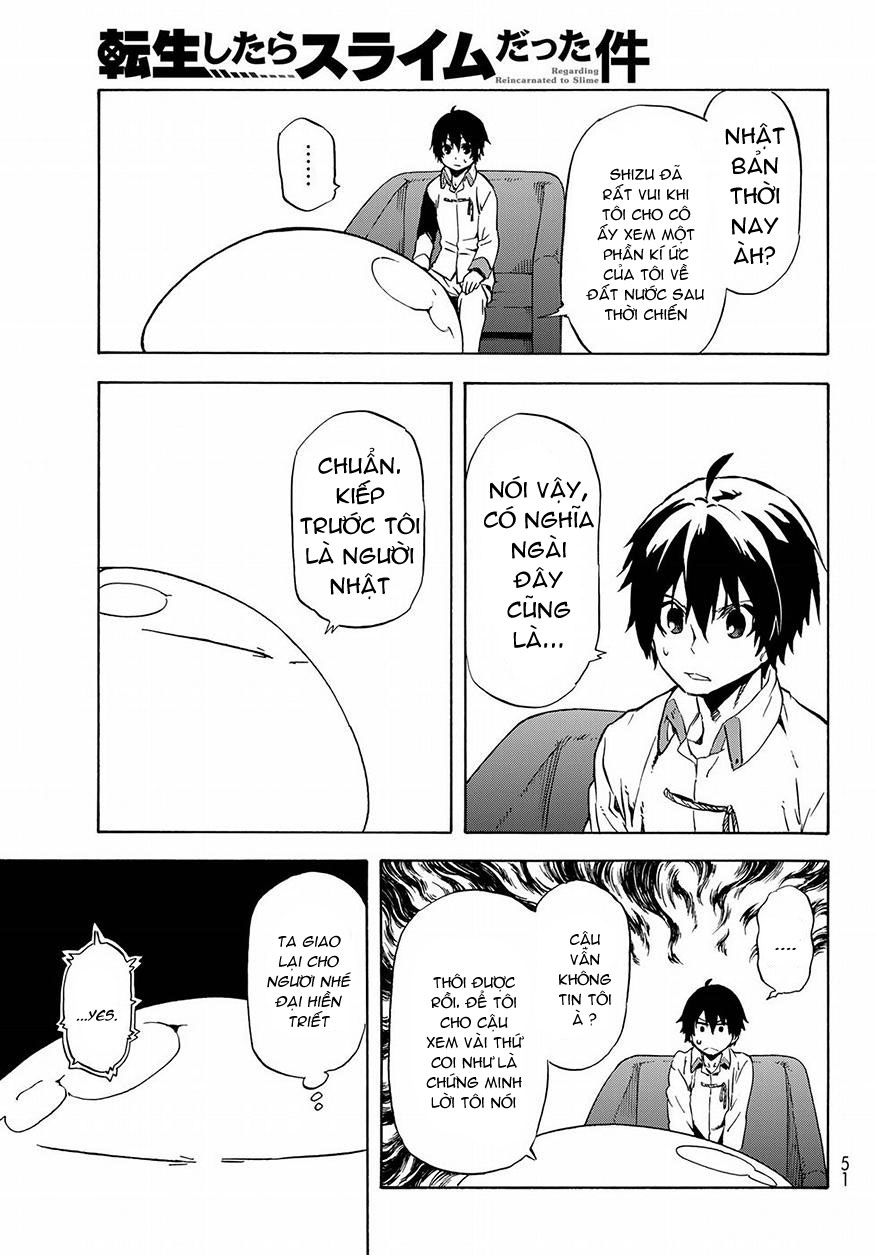 転生したらスライムだった件
Regarding
Reincarnated to Slime
NHẬT
BẢN
THỜI
NAY
ÀH?
SHIZU ĐÃ
RẤT VUI KHI
TÔI CHO CÔ
ẤY XEM MỘT
PHẦN KÍ ỨC
CỦA TÔI VỀ
ĐẤT NƯỚC SAU
THỜI CHIẾN
......
NÓI VẬY,
CÓ NGHĨA
NGÀI
ĐÂY
CŨNG
LÀ...
CHUẨN.
KIẾP
TRƯỚC TÔI
LÀ NGƯỜI
NHẬT
....
CẬU
VẪN
KHÔNG
TIN TÔI
À ?
THÔI ĐƯỢC
RỒI. ĐỂ TÔI
CHO CẬU
XEM VÀI THỨ
COI NHƯ LÀ
CHỨNG MINH
LỜI TÔI NÓI
TA GIAO
LẠI CHO
NGƯƠI NHÉ
ĐẠI HIỀN
TRIẾT
...YES.
51